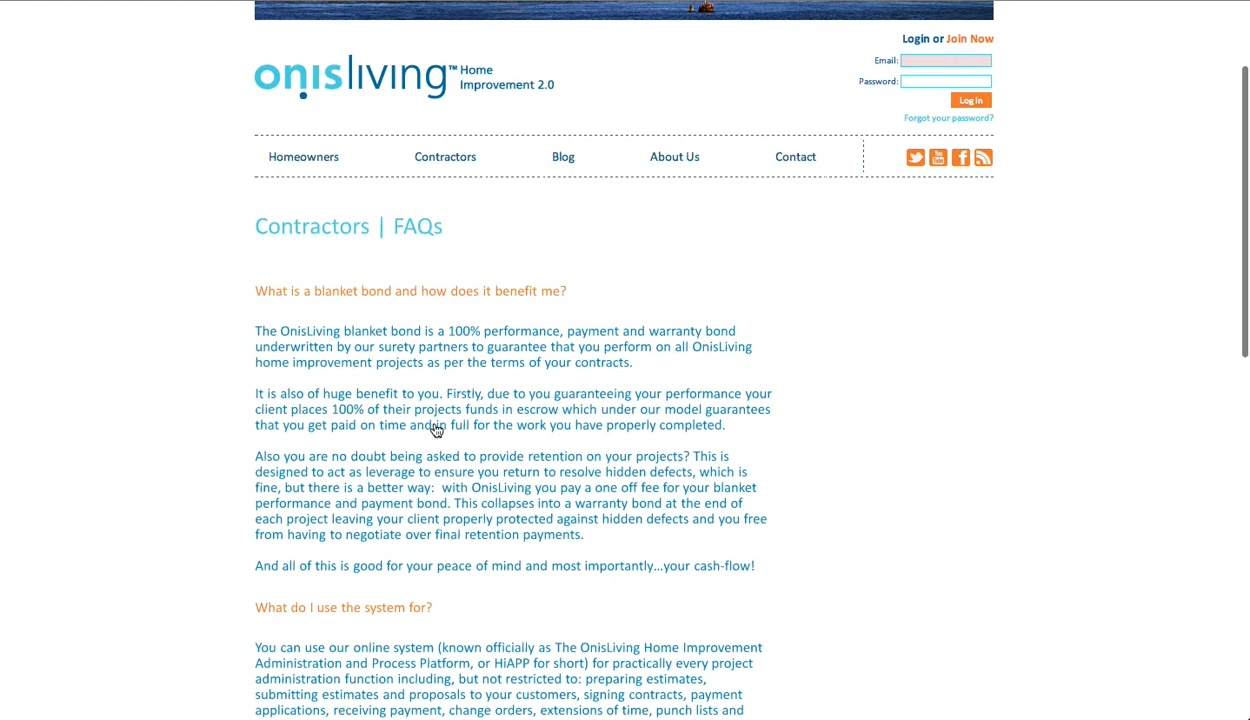 Login or Join Now
onisliving™ Home
Improvement 2.0
Email:
Password:
Log in
Forgot your password?
Homeowners Contractors Blog About Us Contact
Contractors | FAQs
What is a blanket bond and how does it benefit me?
The OnisLiving blanket bond is a 100% performance, payment and warranty bond
underwritten by our surety partners to guarantee that you perform on all OnisLiving
home improvement projects as per the terms of your contracts.
It is also of huge benefit to you. Firstly, due to you guaranteeing your performance your
client places 100% of their projects funds in escrow which under our model guarantees
that you get paid on time and in full for the work you have properly completed.
Also you are no doubt being asked to provide retention on your projects? This is
designed to act as leverage to ensure you return to resolve hidden defects, which is
fine, but there is a better way: with OnisLiving you pay a one off fee for your blanket
performance and payment bond. This collapses into a warranty bond at the end of
each project leaving your client properly protected against hidden defects and you free
from having to negotiate over final retention payments.
And all of this is good for your peace of mind and most importantly…your cash-flow!
What do I use the system for?
You can use our online system (known officially as The OnisLiving Home Improvement
Administration and Process Platform, or HiAPP for short) for practically every project
administration function including, but not restricted to: preparing estimates,
submitting estimates and proposals to your customers, signing contracts, payment
applications, receiving payment, change orders, extensions of time, punch lists and